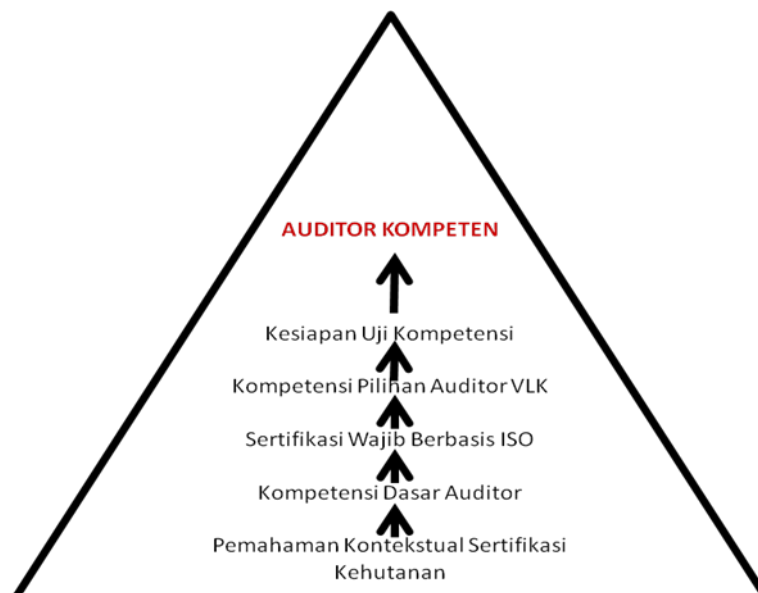 AUDITOR KOMPETEN
Kesiapan Uji Kompetensi
Kompetensi Pilihan Auditor VLK
Sertifikasi Wajib Berbasis ISO
Kompetensi Dasar Auditor
Pemahaman Kontekstual Sertifikasi
Kehutanan